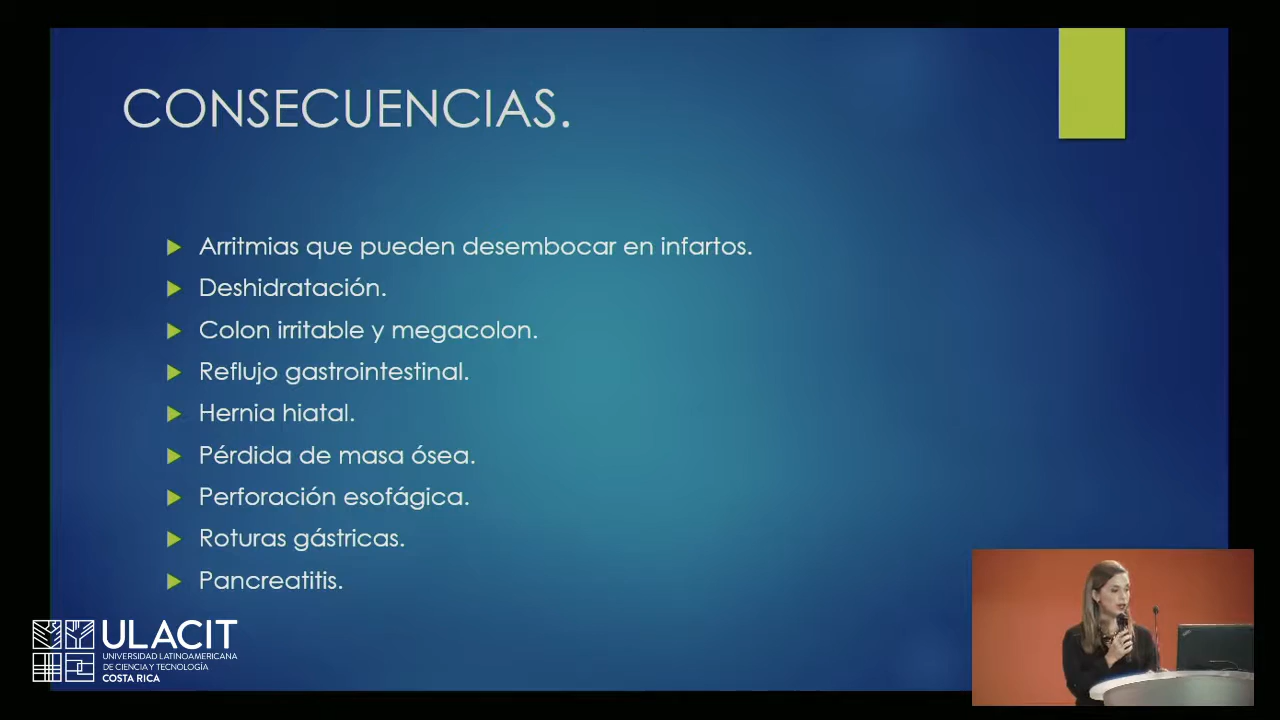 CONSECUENCIAS.
Arritmias que pueden desembocar en infartos.
Deshidratación.
Colon irritable y megacolon.
Reflujo gastrointestinal.
Hernia hiatal.
Pérdida de masa ósea.
Perforación esofágica.
Roturas gástricas.
Pancreatitis.
ULACIT
UNIVERSIDAD LATINOAMERICANA
DE CIENCIA Y TECNOLOGÍA
COSTA RICA